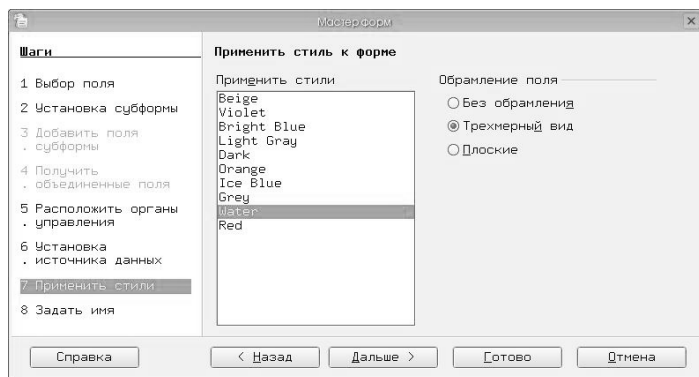 Мастер форм
Шаги
1 Выбор поля
2 Установка субформы
3 Добавить поля
. субформы
4 Получить
. объединенные поля
5 Расположить органы
. управления
6 Установка
. источника данных
7 Применить стили
8 Задать имя
Применить стиль к форме
Применить стили
Beige
Violet
Bright Blue
Light Gray
Dark
Orange
Ice Blue
Grey
Water
Red
Обрамление поля
Без обрамления
Трехмерный вид
Плоские
Справка
< Назад
Дальше >
Готово
Отмена